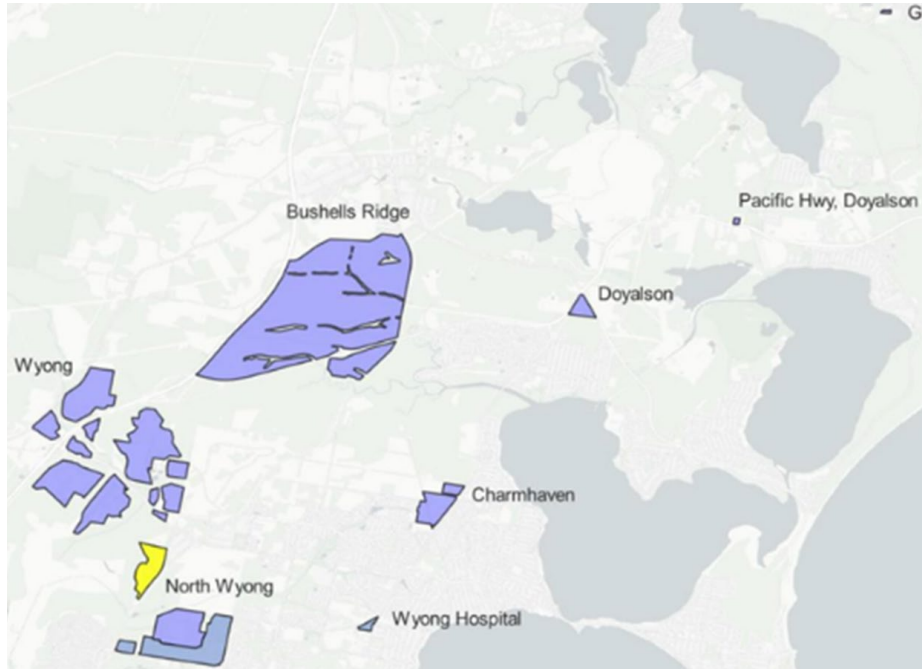 G
Pacific Hwy, Doyalson
Bushells Ridge
Doyalson
Wyong
Charmhaven
North Wyong
Wyong Hospital